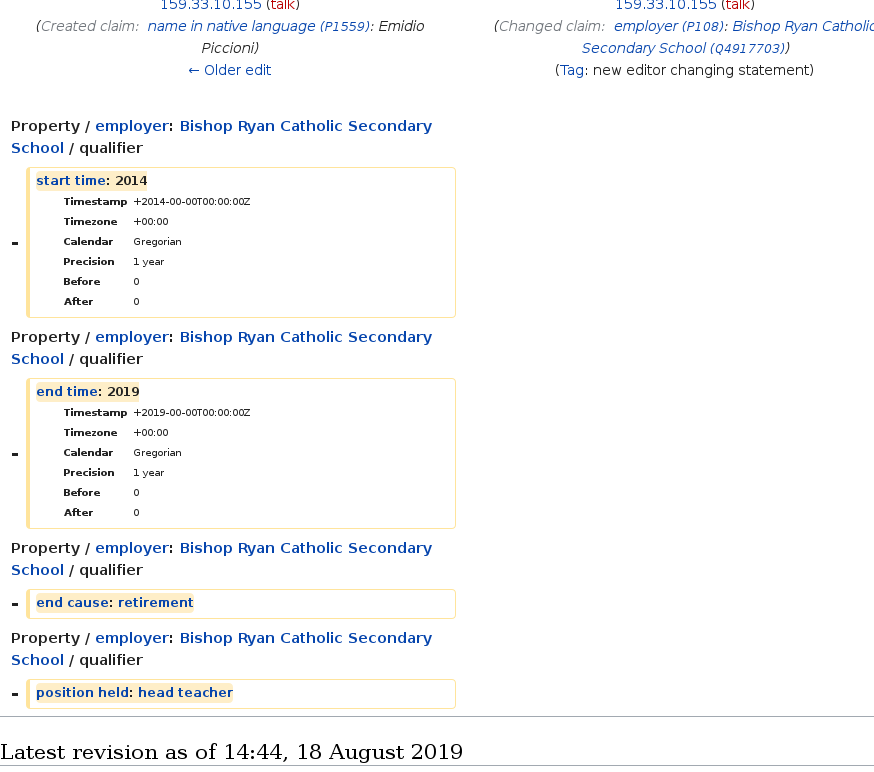 159.33.10.155 (talk)
(Created claim: name in native language (P1559): Emidio
Piccioni)
← Older edit
159.33.10.155 (talk)
(Changed claim: employer (P108): Bishop Ryan Catholic
Secondary School (Q4917703))
(Tag: new editor changing statement)
Property / employer: Bishop Ryan Catholic Secondary
School / qualifier
- start time: 2014
Timestamp +2014-00-00T00:00:00Z
Timezone +00:00
Calendar Gregorian
Precision 1 year
Before 0
After 0
Property / employer: Bishop Ryan Catholic Secondary
School / qualifier
- end time: 2019
Timestamp +2019-00-00T00:00:00Z
Timezone +00:00
Calendar Gregorian
Precision 1 year
Before 0
After 0
Property / employer: Bishop Ryan Catholic Secondary
School / qualifier
- end cause: retirement
Property / employer: Bishop Ryan Catholic Secondary
School / qualifier
- position held: head teacher
Latest revision as of 14:44, 18 August 2019